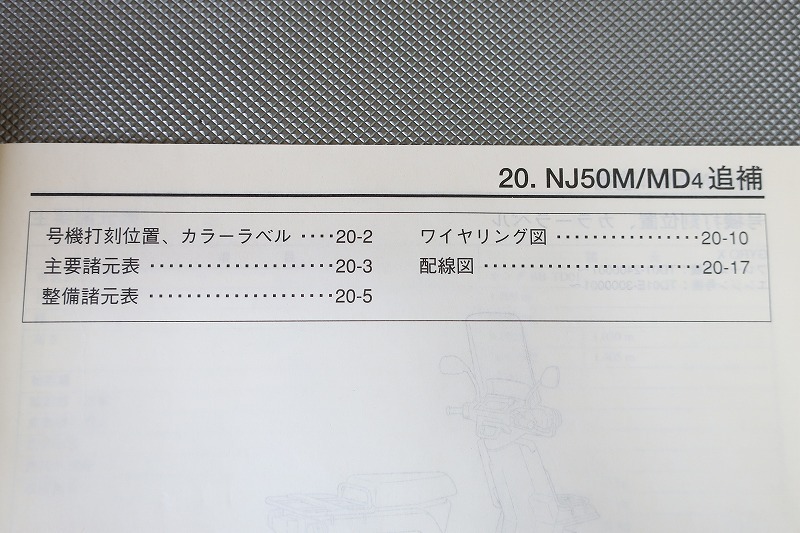 20. NJ50M/MD4 追補
号機打刻位置、カラーラベル ‥‥20-2
主要諸元表 ‥‥‥‥‥‥‥‥‥‥20-3
整備諸元表 ‥‥‥‥‥‥‥‥‥‥20-5
ワイヤリング図 ‥‥‥‥‥‥‥‥20-10
配線図 ‥‥‥‥‥‥‥‥‥‥‥‥20-17